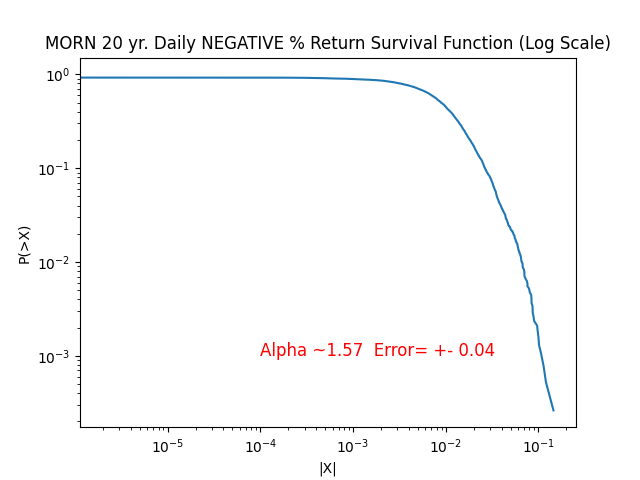 MORN 20 yr. Daily NEGATIVE % Return Survival Function (Log Scale)
10⁰
10⁻¹
10⁻²
10⁻³
P(>X)
Alpha ~1.57  Error= +- 0.04
10⁻⁵ 10⁻⁴ 10⁻³ 10⁻² 10⁻¹
|X|